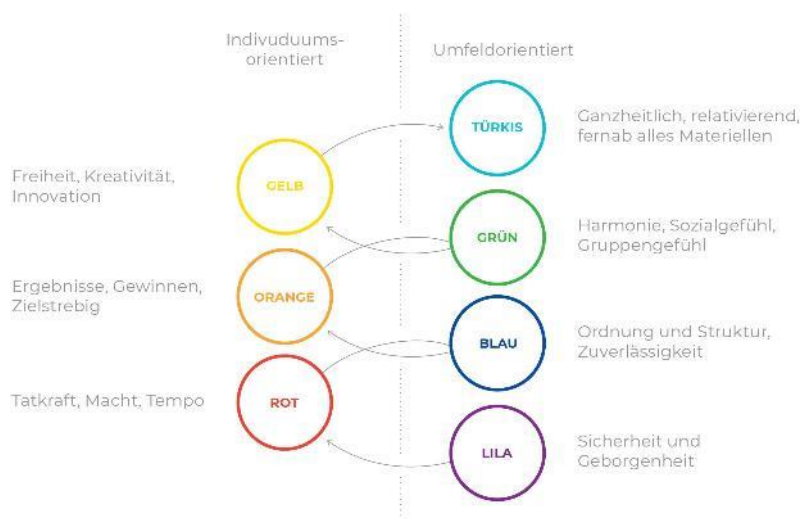 Indivuduums-
orientiert
Umfeldorientiert
TÜRKIS
Ganzheitlich, relativierend,
fernab alles Materiellen
Freiheit, Kreativität,
Innovation
GELB
GRÜN
Harmonie, Sozialgefühl,
Gruppengefühl
Ergebnisse, Gewinnen,
Zielstrebig
ORANGE
BLAU
Ordnung und Struktur,
Zuverlässigkeit
Tatkraft, Macht, Tempo
ROT
LILA
Sicherheit und
Geborgenheit